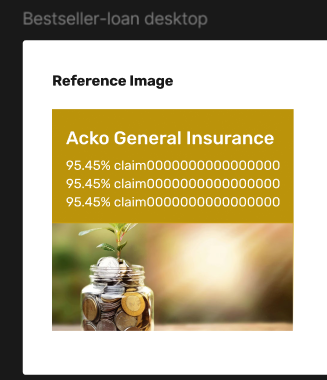 Bestseller-loan desktop
Reference Image
Acko General Insurance
95.45% claim0000000000000000
95.45% claim0000000000000000
95.45% claim0000000000000000